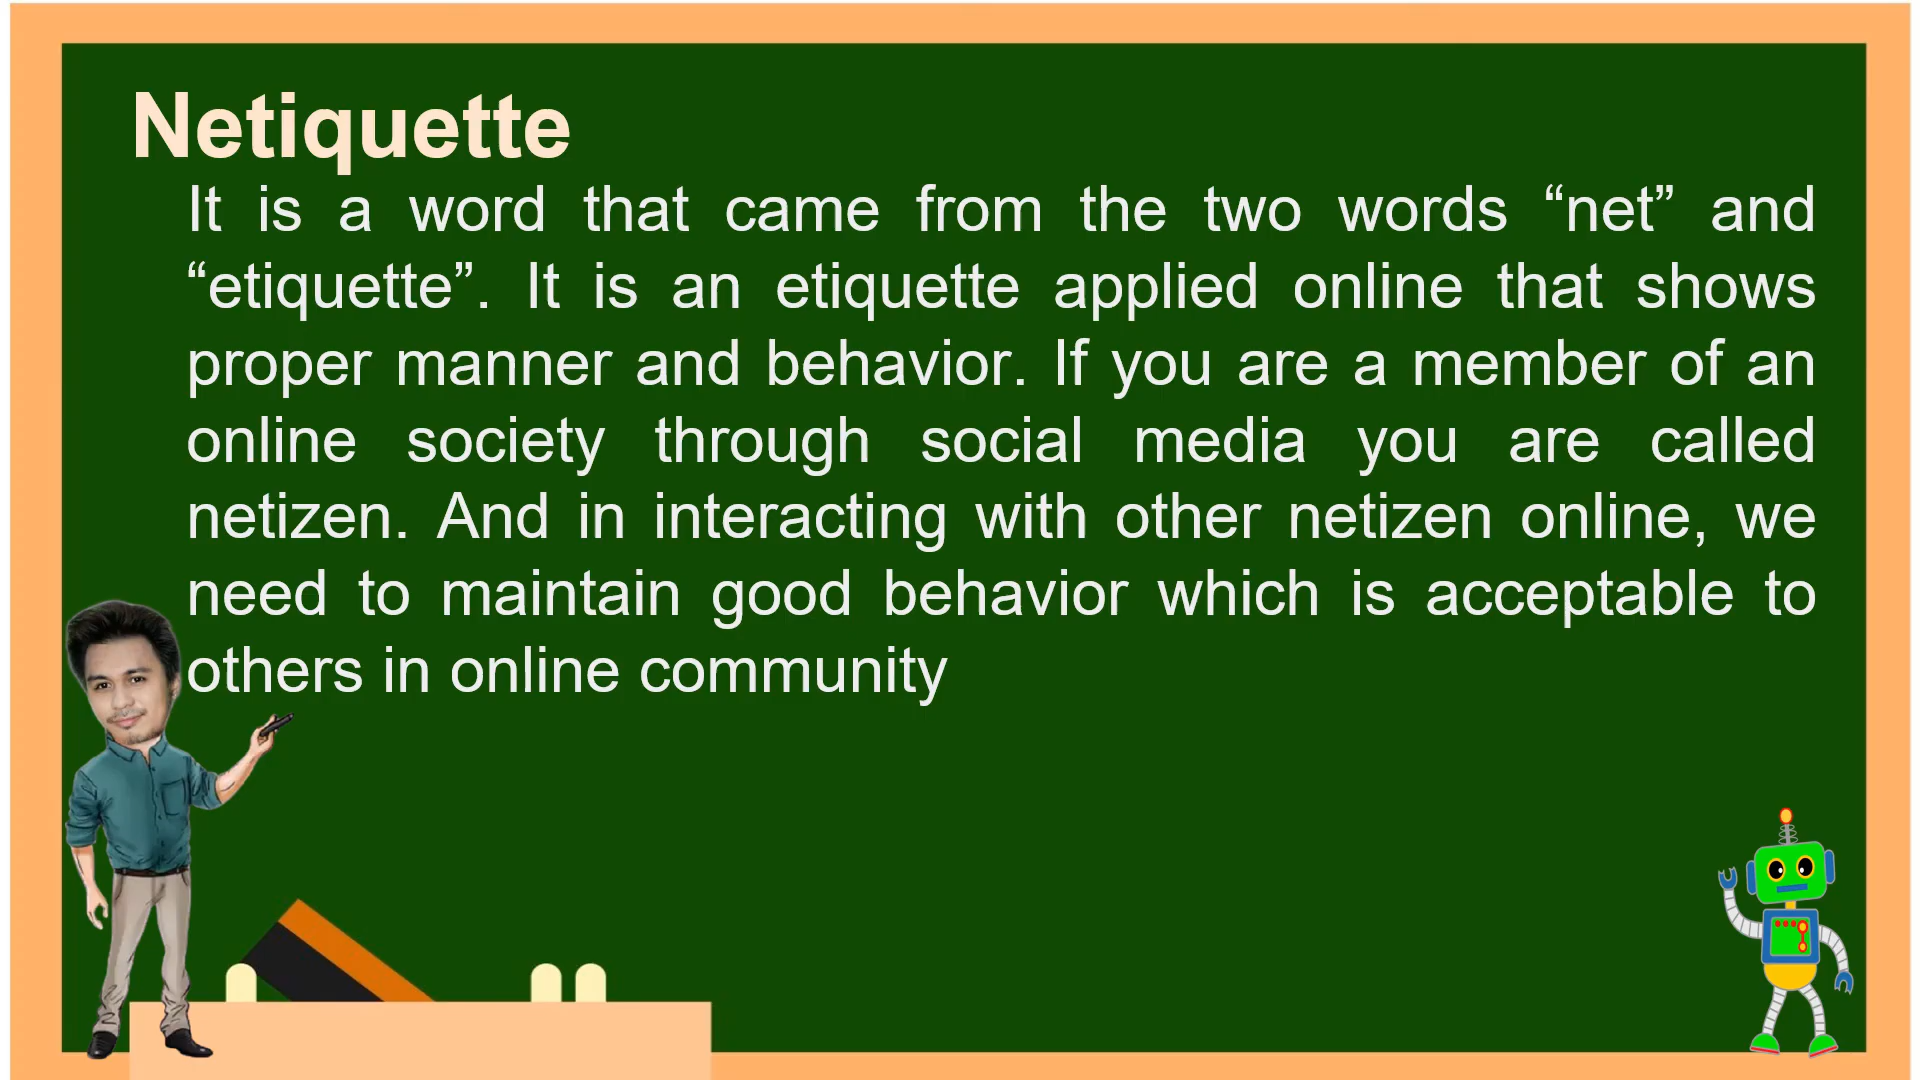 Netiquette
It is a word that came from the two words “net” and
“etiquette”. It is an etiquette applied online that shows
proper manner and behavior. If you are a member of an
online society through social media you are called
netizen. And in interacting with other netizen online, we
need to maintain good behavior which is acceptable to
others in online community